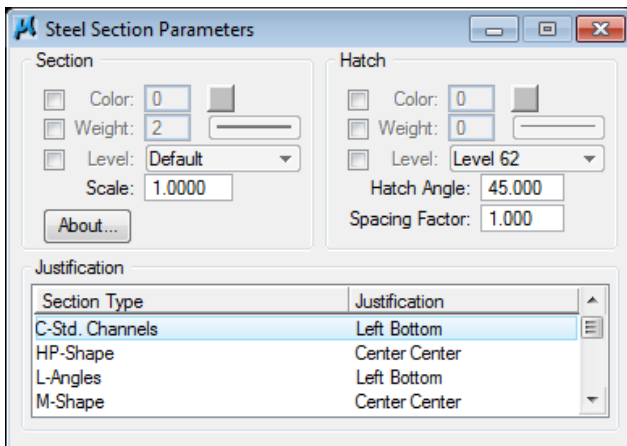 Steel Section Parameters
Section
Color: 0
Weight: 2
Level: Default
Scale: 1.0000
About...
Hatch
Color: 0
Weight: 0
Level: Level 62
Hatch Angle: 45.000
Spacing Factor: 1.000
Justification
Section Type Justification
C-Std. Channels Left Bottom
HP-Shape Center Center
L-Angles Left Bottom
M-Shape Center Center